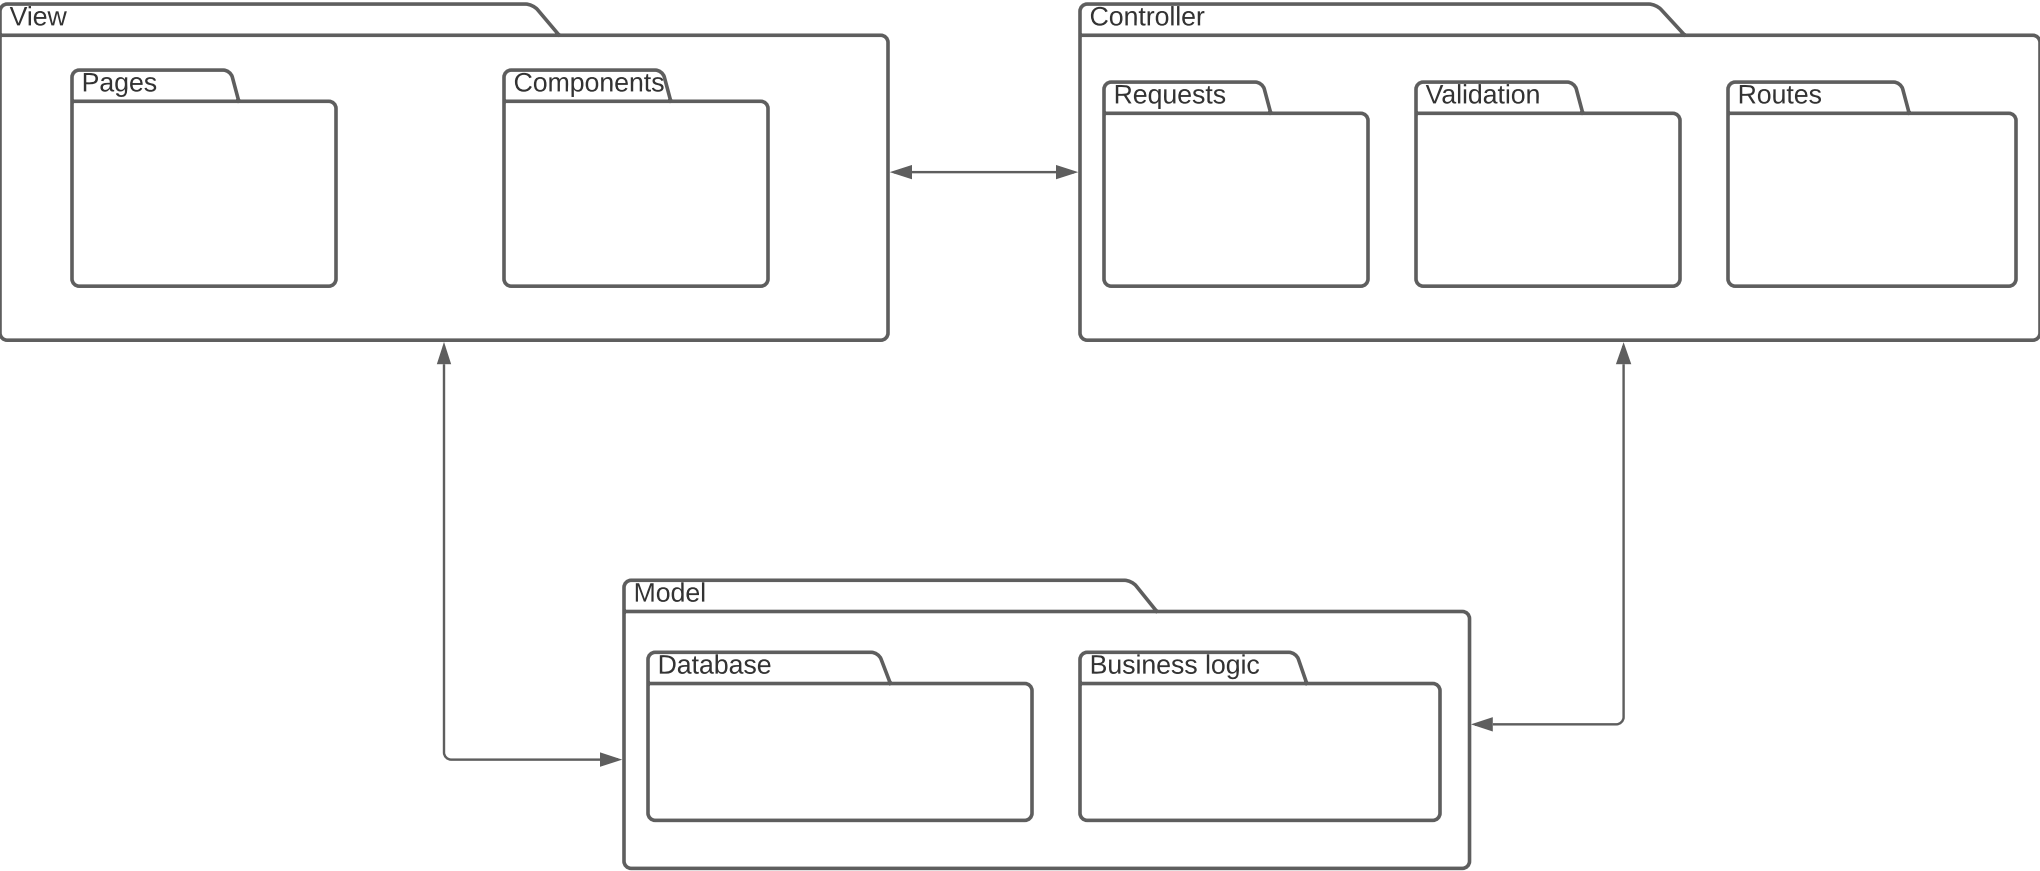 View
Controller
Pages
Components
Requests
Validation
Routes
Model
Database
Business logic